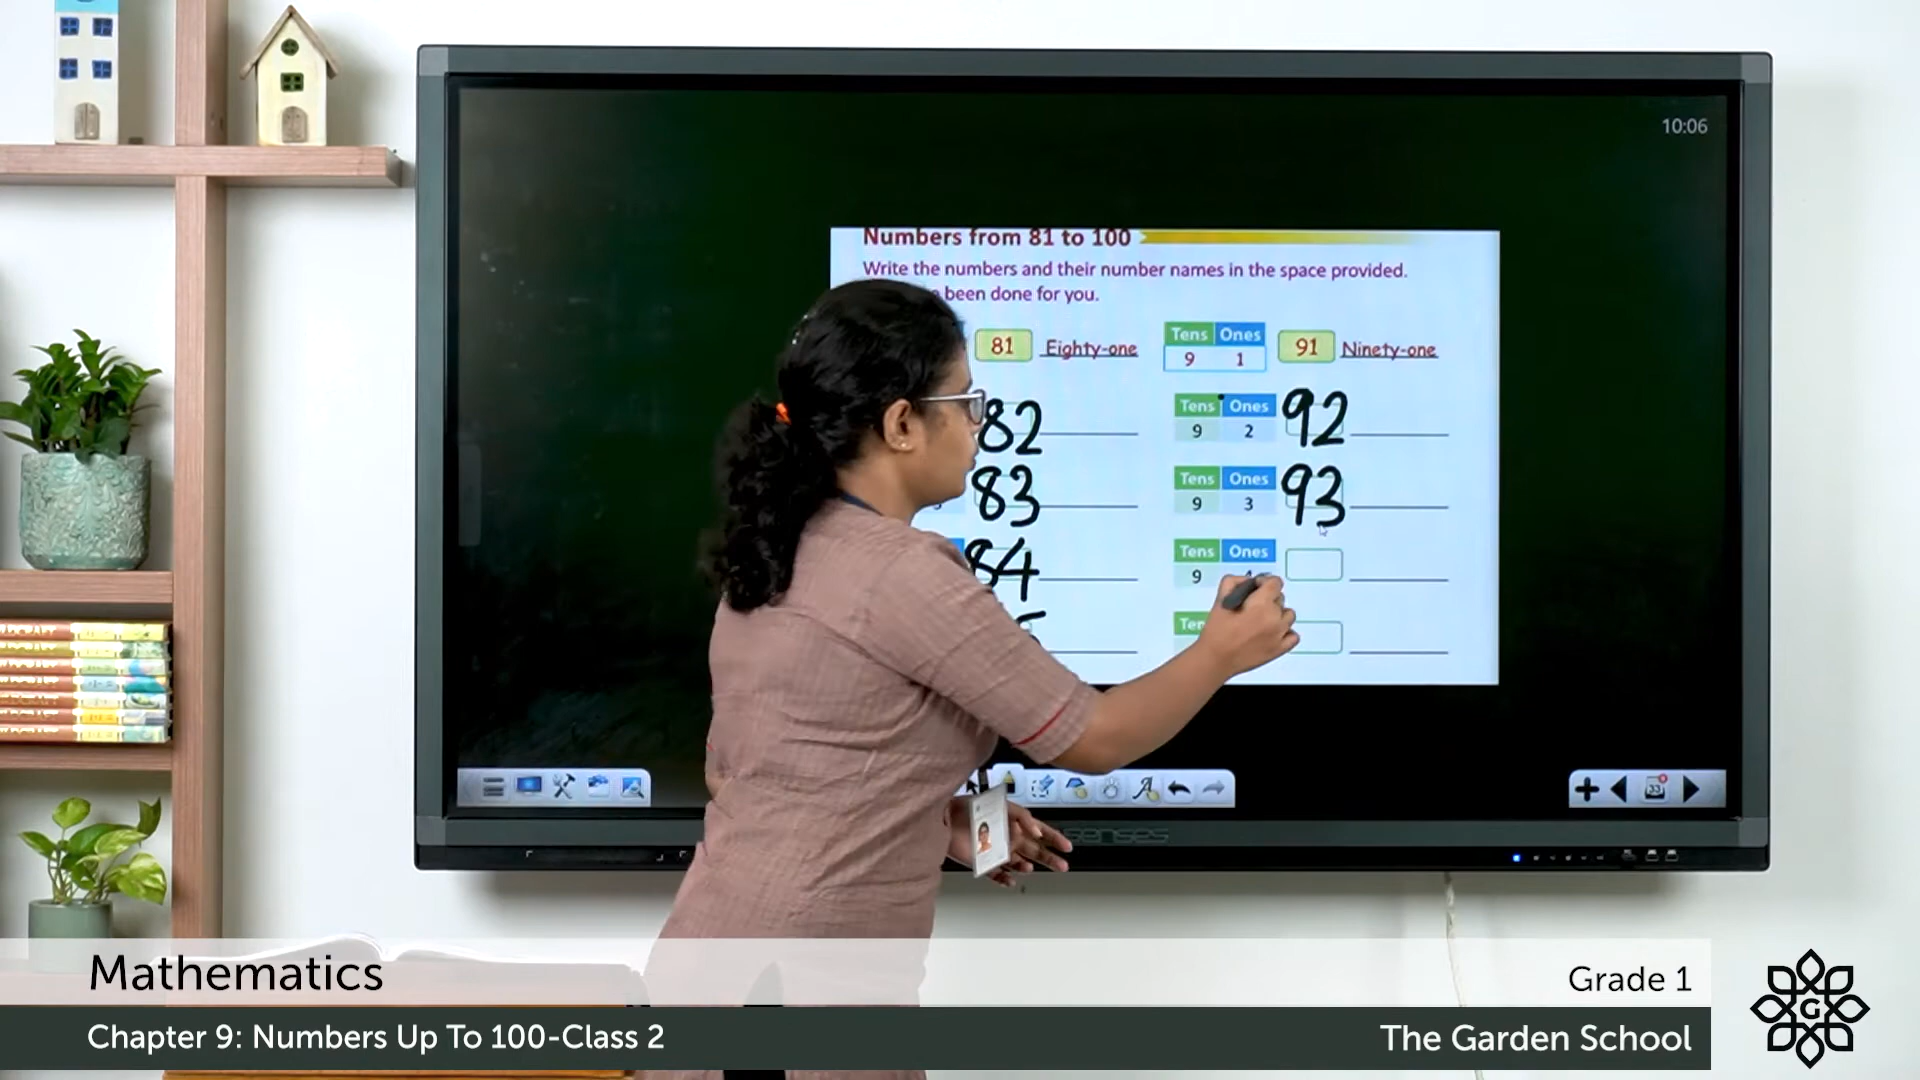 10:06
Numbers from 81 to 100
Write the numbers and their number names in the space provided.
been done for you.
81 Eighty-one
Tens Ones
9 1
91 Ninety-one
82
Tens Ones
9 2
92
83
Tens Ones
9 3
93
84
Tens Ones
9
Mathematics
Grade 1
Chapter 9: Numbers Up To 100-Class 2
The Garden School
G